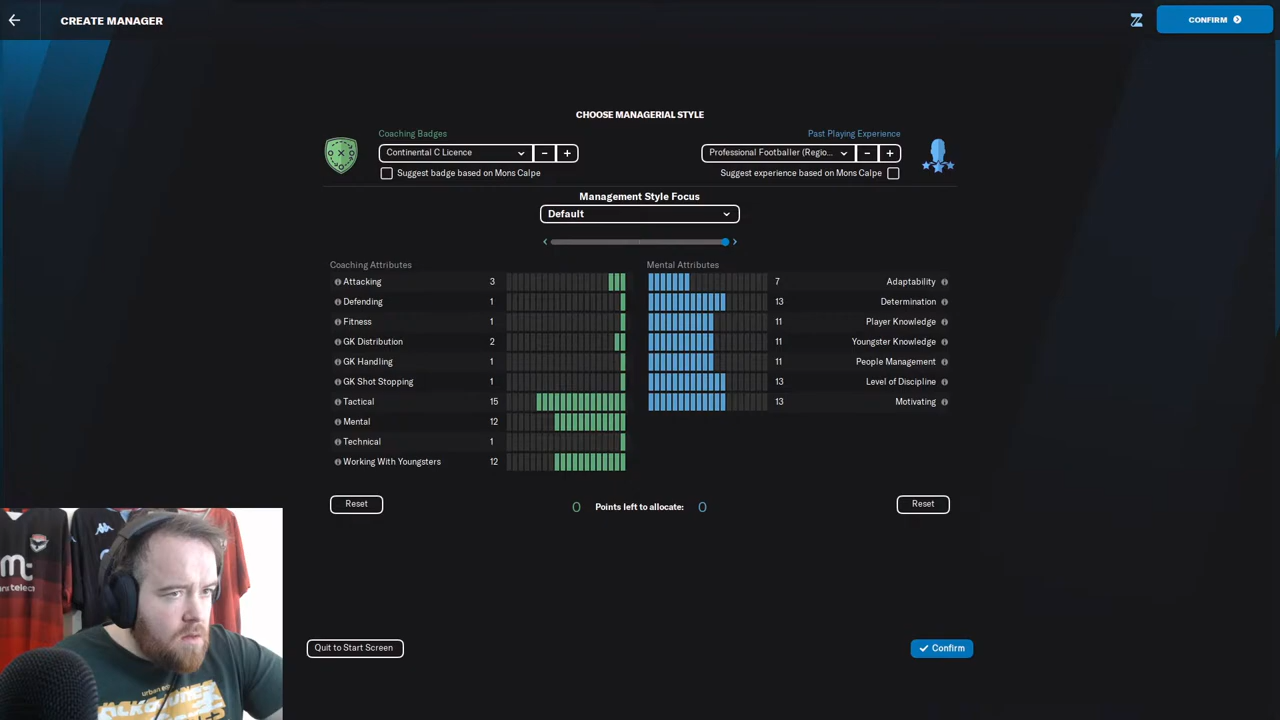 CREATE MANAGER
CONFIRM
CHOOSE MANAGERIAL STYLE
Coaching Badges
Past Playing Experience
Continental C Licence
Professional Footballer (Regio...
Suggest badge based on Mons Calpe
Suggest experience based on Mons Calpe
Management Style Focus
Default
Coaching Attributes
Mental Attributes
Attacking 3
7 Adaptability
Defending 1
13 Determination
Fitness 1
11 Player Knowledge
GK Distribution 2
11 Youngster Knowledge
GK Handling 1
11 People Management
GK Shot Stopping 1
13 Level of Discipline
Tactical 15
13 Motivating
Mental 12
Technical 1
Working With Youngsters 12
Reset
0 Points left to allocate: 0
Reset
Quit to Start Screen
Confirm